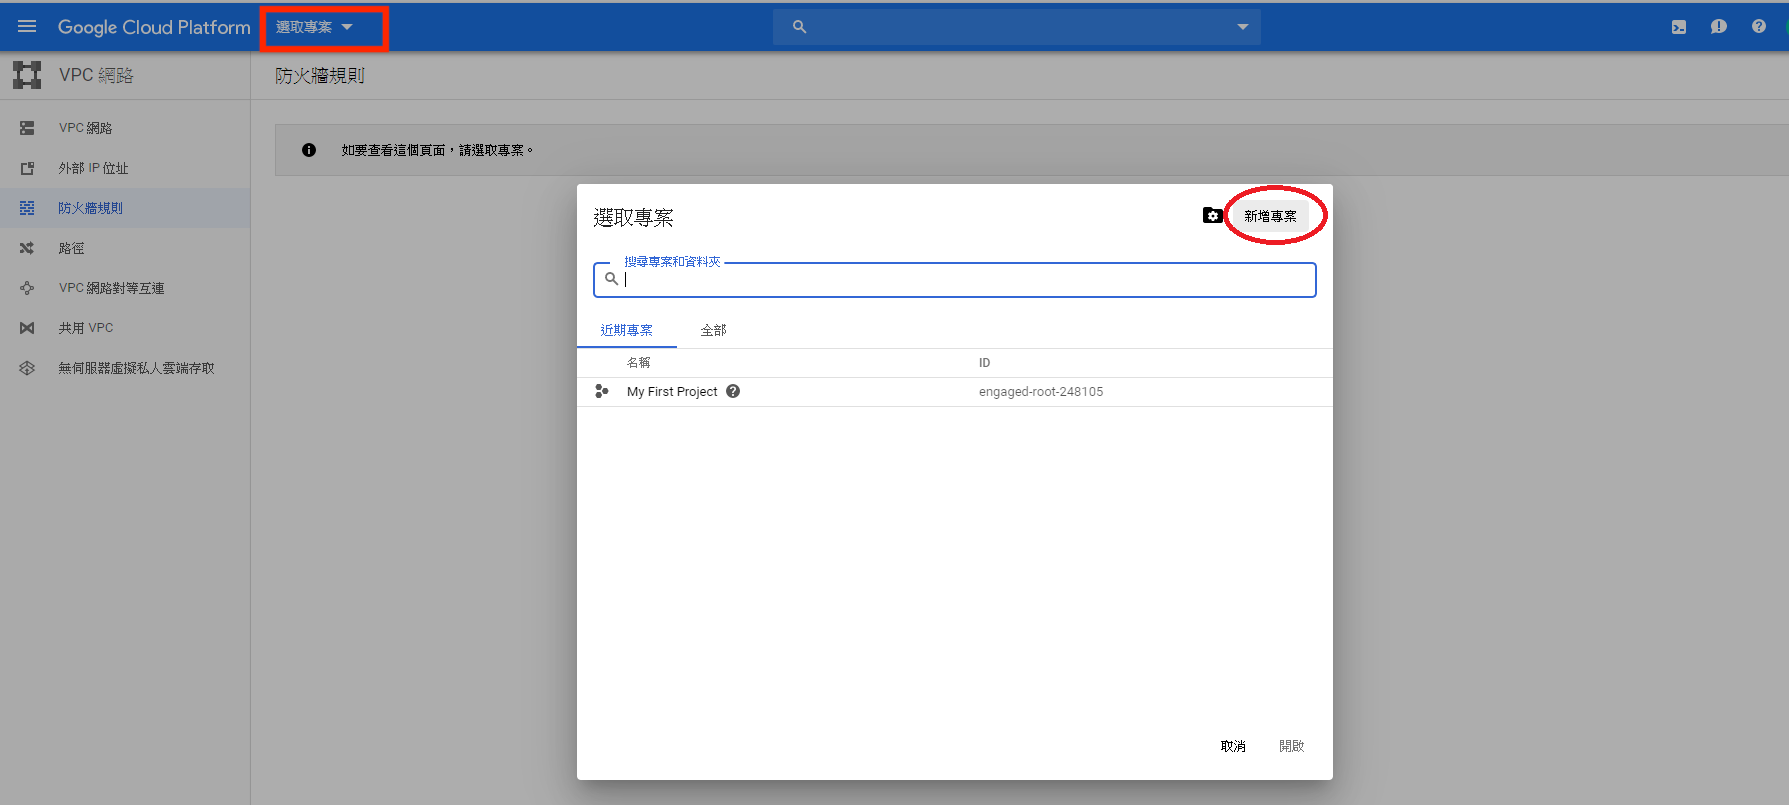 Google Cloud Platform
選取專案
VPC 網路
防火牆規則
VPC 網路
外部 IP 位址
防火牆規則
路徑
VPC 網路對等互連
共用 VPC
無伺服器虛擬私人雲端存取
如要查看這個頁面，請選取專案。
選取專案
新增專案
搜尋專案和資料夾
近期專案
全部
名稱
ID
My First Project
engaged-root-248105
取消
開啟